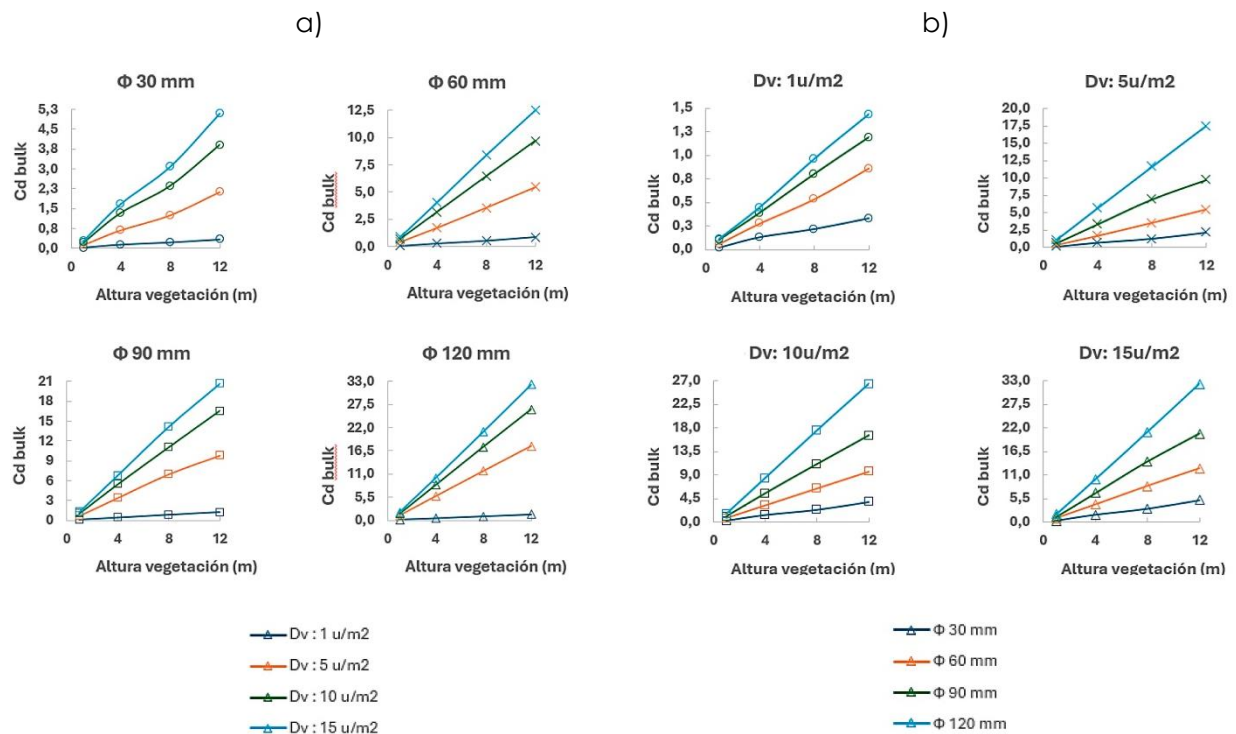 a)
Φ 30 mm
Cd bulk
5,3
4,5
3,8
3,0
2,3
1,5
0,8
0,0
0 4 8 12
Altura vegetación (m)
Φ 60 mm
Cd bulk
12,5
10,0
7,5
5,0
2,5
0,0
0 4 8 12
Altura vegetación (m)
Φ 90 mm
Cd bulk
21
18
15
12
9
6
3
0
0 4 8 12
Altura vegetación (m)
Φ 120 mm
Cd bulk
33,0
27,5
22,0
16,5
11,0
5,5
0,0
0 4 8 12
Altura vegetación (m)
Dv : 1 u/m2
Dv : 5 u/m2
Dv : 10 u/m2
Dv : 15 u/m2
b)
Dv: 1u/m2
Cd bulk
1,5
1,3
1,0
0,8
0,5
0,3
0,0
0 4 8 12
Altura vegetación (m)
Dv: 5u/m2
Cd bulk
20,0
17,5
15,0
12,5
10,0
7,5
5,0
2,5
0,0
0 4 8 12
Altura vegetación (m)
Dv: 10u/m2
Cd bulk
27,0
22,5
18,0
13,5
9,0
4,5
0,0
0 4 8 12
Altura vegetación (m)
Dv: 15u/m2
Cd bulk
33,0
27,5
22,0
16,5
11,0
5,5
0,0
0 4 8 12
Altura vegetación (m)
Φ 30 mm
Φ 60 mm
Φ 90 mm
Φ 120 mm